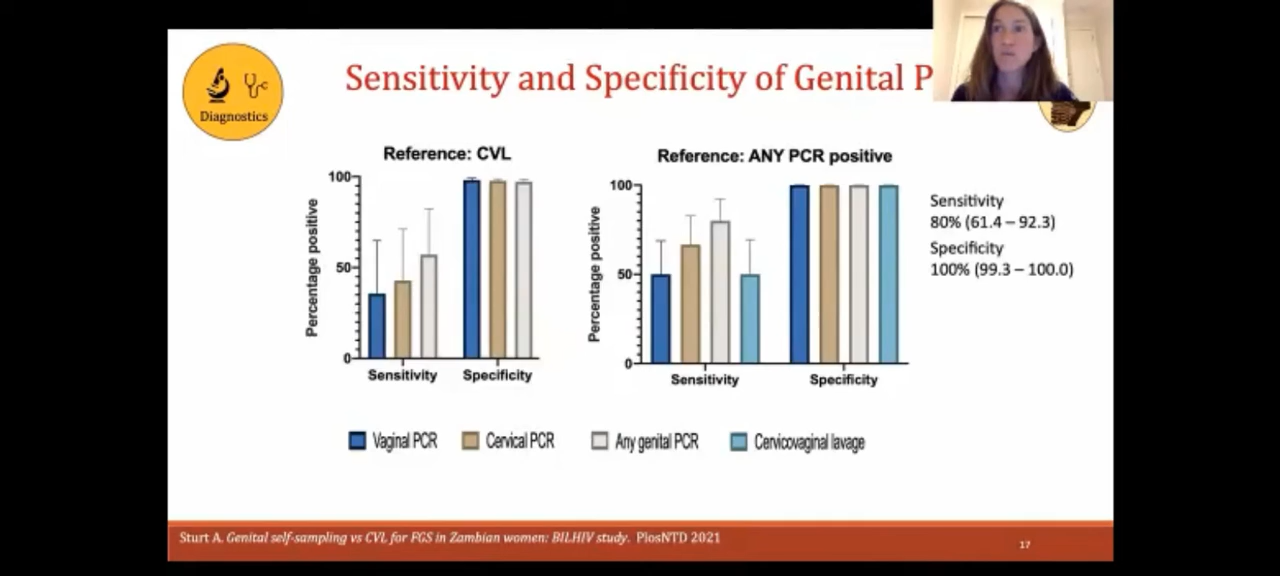 Diagnostics
Sensitivity and Specificity of Genital P
Reference: CVL
Percentage positive
100
50
0
Sensitivity
Specificity
Reference: ANY PCR positive
Percentage positive
100
50
0
Sensitivity
Specificity
Sensitivity
80% (61.4 – 92.3)
Specificity
100% (99.3 – 100.0)
Vaginal PCR
Cervical PCR
Any genital PCR
Cervicovaginal lavage
Sturt A. Genital self-sampling vs CVL for FGS in Zambian women: BILHIV study. PlosNTD 2021
17